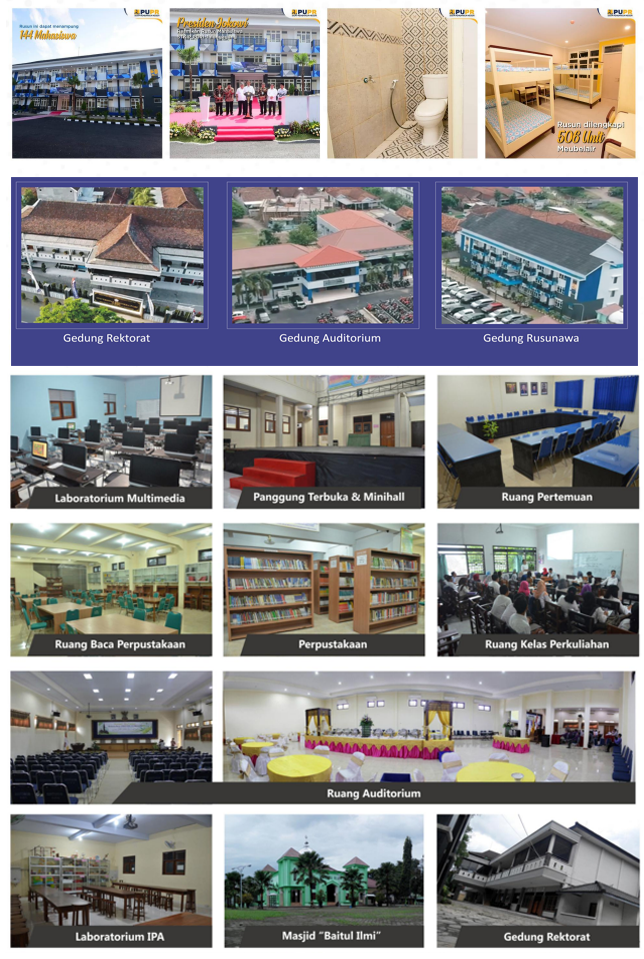 PUPR
Rusun ini dapat menampung
144 Mahasiswa
PUPR
Presiden Jokowi
PUPR
PUPR
Rusun dilengkapi
508 Unit
Meubelair.
Gedung Rektorat
Gedung Auditorium
Gedung Rusunawa
Laboratorium Multimedia
Panggung Terbuka & Minihall
Ruang Pertemuan
Ruang Baca Perpustakaan
Perpustakaan
Ruang Kelas Perkuliahan
Ruang Auditorium
Laboratorium IPA
Masjid "Baitul Ilmi"
Gedung Rektorat